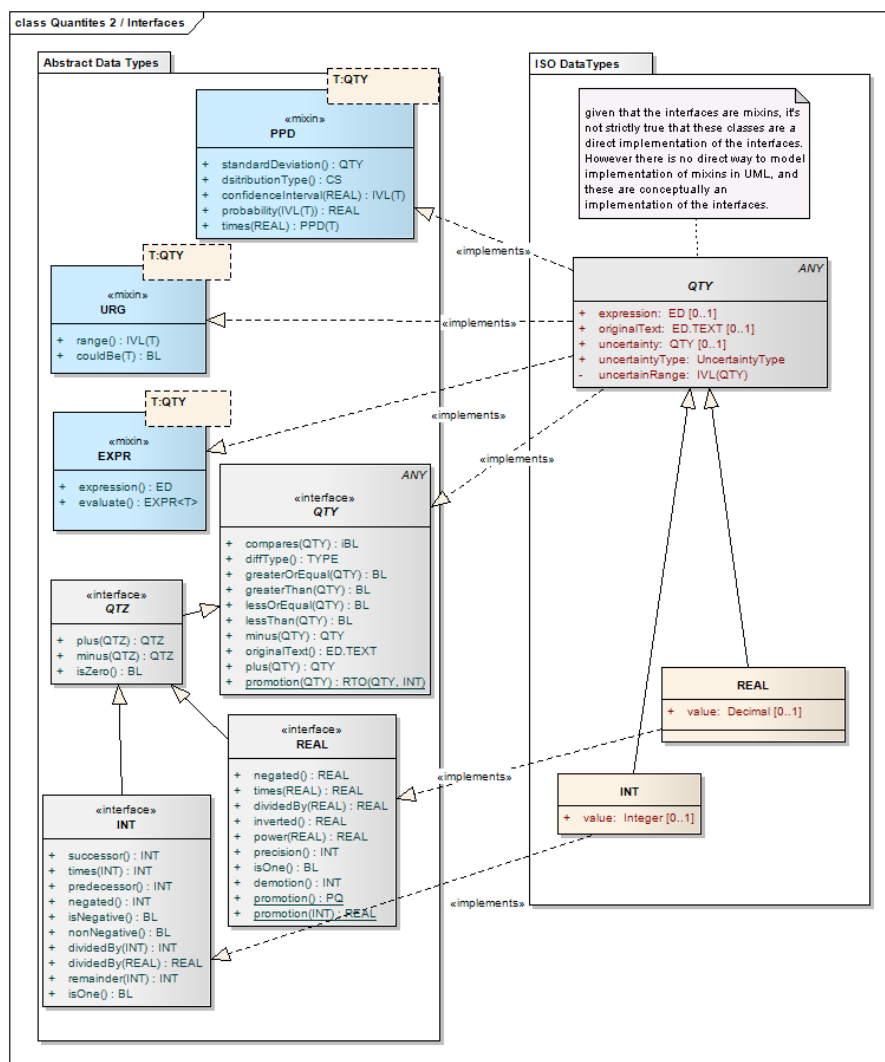 class Quantites 2 / Interfaces
Abstract Data Types
T:QTY
«mixin»
PPD
+ standardDeviation() : QTY
+ dsitributionType() : CS
+ confidenceInterval(REAL) : IVL(T)
+ probability(IVL(T)) : REAL
+ times(REAL) : PPD(T)
T:QTY
«mixin»
URG
+ range() : IVL(T)
+ couldBe(T) : BL
T:QTY
«mixin»
EXPR
+ expression() : ED
+ evaluate() : EXPR<T>
ANY
«interface»
QTY
+ compares(QTY) : iBL
+ diffType() : TYPE
+ greaterOrEqual(QTY) : BL
+ greaterThan(QTY) : BL
+ lessOrEqual(QTY) : BL
+ lessThan(QTY) : BL
+ minus(QTY) : QTY
+ originalText() : ED.TEXT
+ plus(QTY) : QTY
+ promotion(QTY) : RTO(QTY, INT)
«interface»
QTZ
+ plus(QTZ) : QTZ
+ minus(QTZ) : QTZ
+ isZero() : BL
«interface»
REAL
+ negated() : REAL
+ times(REAL) : REAL
+ dividedBy(REAL) : REAL
+ inverted() : REAL
+ power(REAL) : REAL
+ precision() : INT
+ isOne() : BL
+ demotion() : INT
+ promotion() : PQ
+ promotion(INT) : REAL
«interface»
INT
+ successor() : INT
+ times(INT) : INT
+ predecessor() : INT
+ negated() : INT
+ isNegative() : BL
+ nonNegative() : BL
+ dividedBy(INT) : INT
+ dividedBy(REAL) : REAL
+ remainder(INT) : INT
+ isOne() : BL
«implements»
«implements»
«implements»
«implements»
«implements»
«implements»
ISO DataTypes
given that the interfaces are mixins, it's
not strictly true that these classes are a
direct implementation of the interfaces.
However there is no direct way to model
implementation of mixins in UML, and
these are conceptually an
implementation of the interfaces.
ANY
QTY
+ expression: ED [0..1]
+ originalText: ED.TEXT [0..1]
+ uncertainty: QTY [0..1]
+ uncertaintyType: UncertaintyType
- uncertainRange: IVL(QTY)
REAL
+ value: Decimal [0..1]
INT
+ value: Integer [0..1]